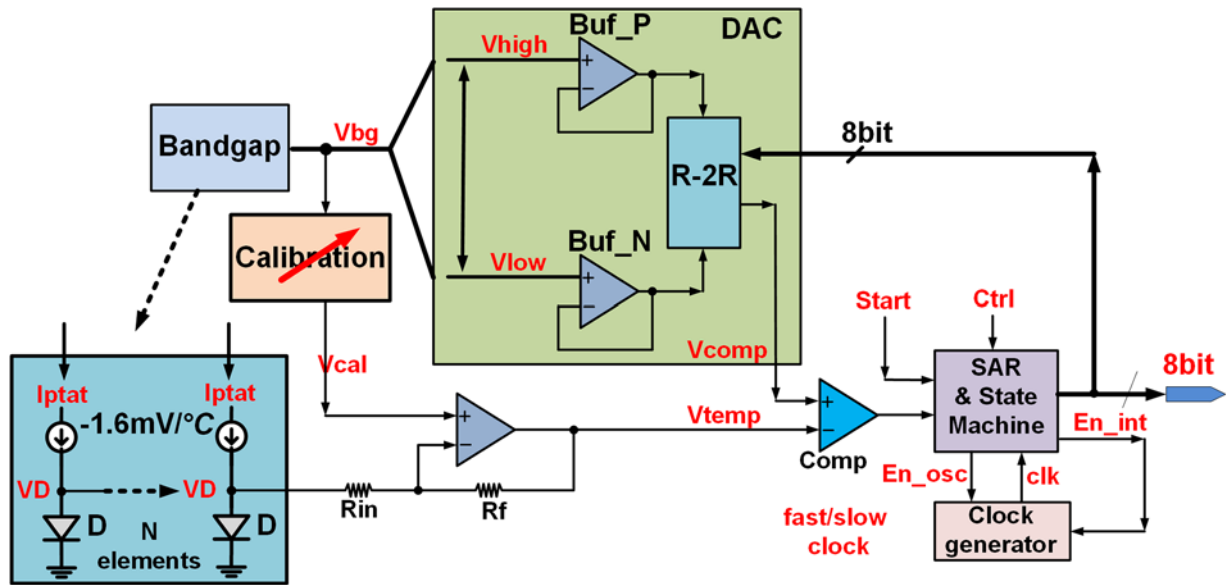 Buf_P
DAC
Vhigh
+
−
Bandgap
Vbg
8bit
R-2R
Calibration
Buf_N
Vlow
+
−
Start
Ctrl
Vcal
Vcomp
SAR
& State
Machine
8bit
Iptat
Iptat
-1.6mV/°C
+
−
Vtemp
+
−
Comp
En_int
VD
VD
Rin
Rf
En_osc
clk
D
D
N
elements
fast/slow
clock
Clock
generator